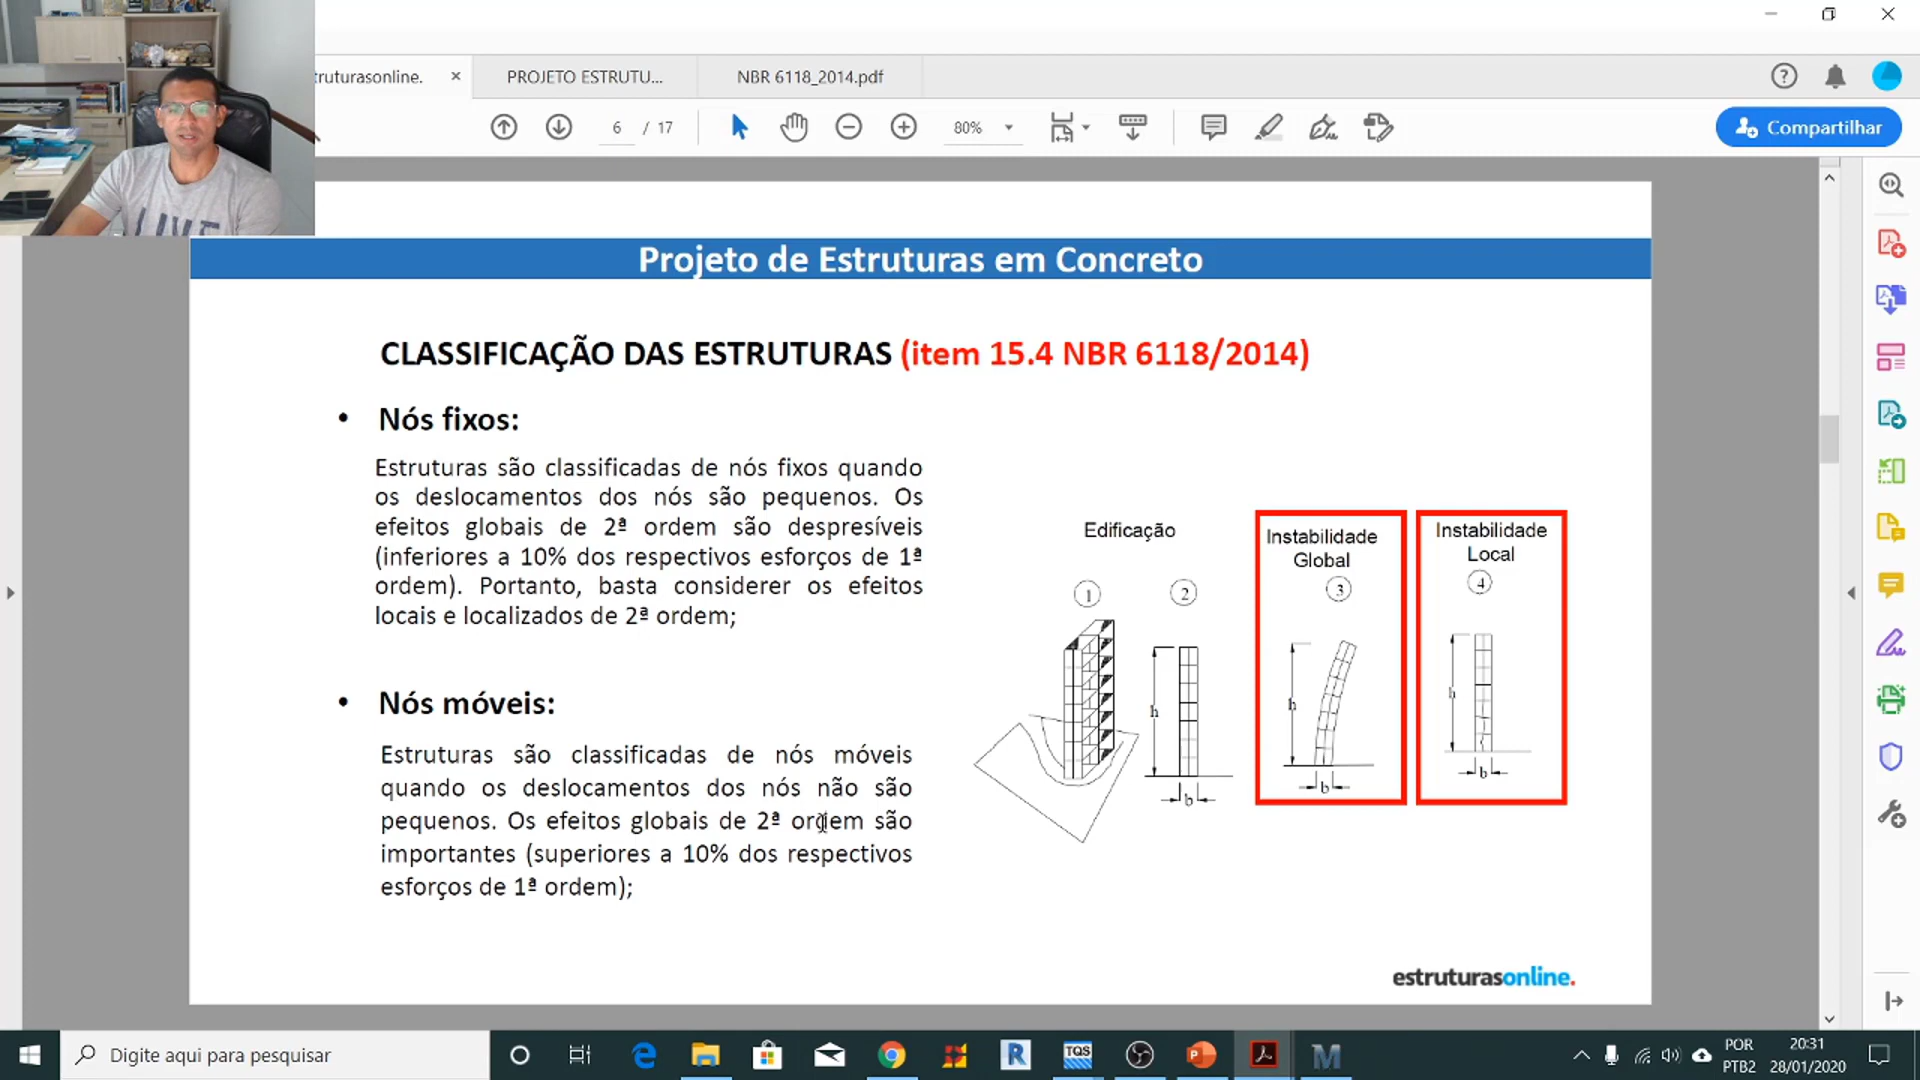 turuturasonline.
PROJETO ESTRUTU...
NBR 6118_2014.pdf
6 / 17
80%
Compartilhar
Projeto de Estruturas em Concreto
CLASSIFICAÇÃO DAS ESTRUTURAS (item 15.4 NBR 6118/2014)
• Nós fixos:
Estruturas são classificadas de nós fixos quando
os deslocamentos dos nós são pequenos. Os
efeitos globais de 2ª ordem são despresíveis
(inferiores a 10% dos respectivos esforços de 1ª
ordem). Portanto, basta considerer os efeitos
locais e localizados de 2ª ordem;
• Nós móveis:
Estruturas são classificadas de nós móveis
quando os deslocamentos dos nós não são
pequenos. Os efeitos globais de 2ª ordem são
importantes (superiores a 10% dos respectivos
esforços de 1ª ordem);
Edificação
1
2
h
b
Instabilidade
Global
3
h
b
Instabilidade
Local
4
h
b
estruturasonline.
Digite aqui para pesquisar
TQS
POR
PTB2
20:31
28/01/2020